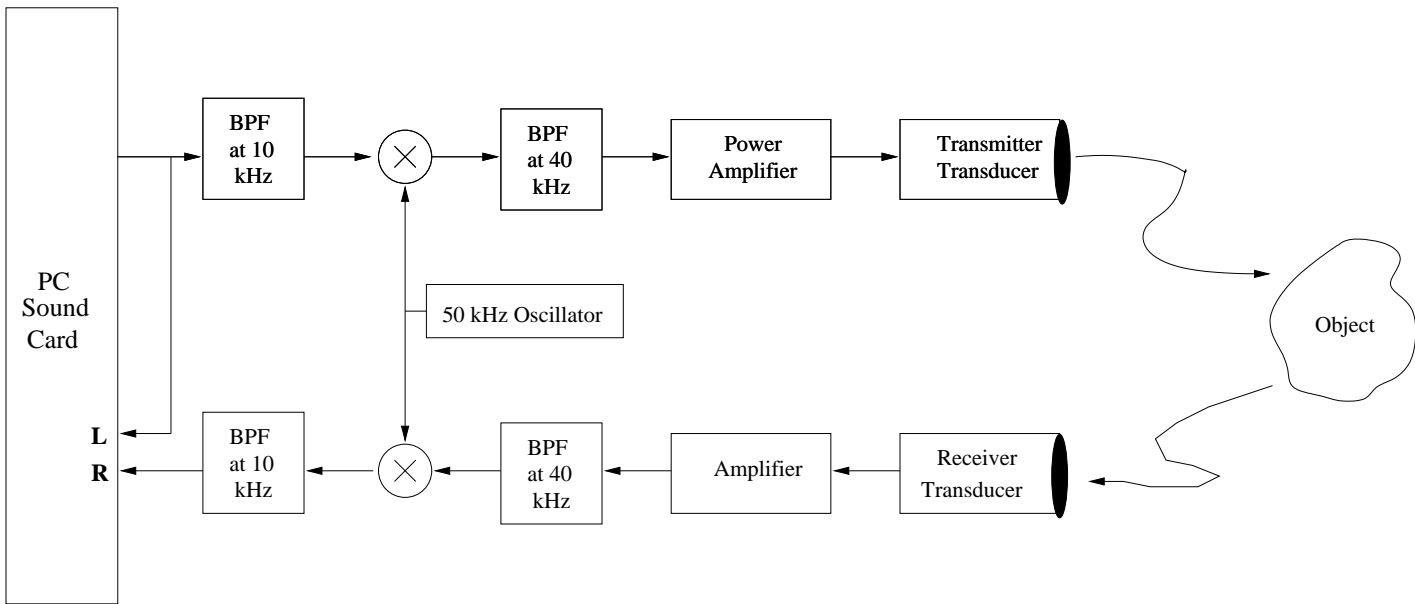 PC
Sound
Card
L
R
BPF
at 10
kHz
BPF
at 40
kHz
Power
Amplifier
Transmitter
Transducer
50 kHz Oscillator
Object
BPF
at 10
kHz
BPF
at 40
kHz
Amplifier
Receiver
Transducer